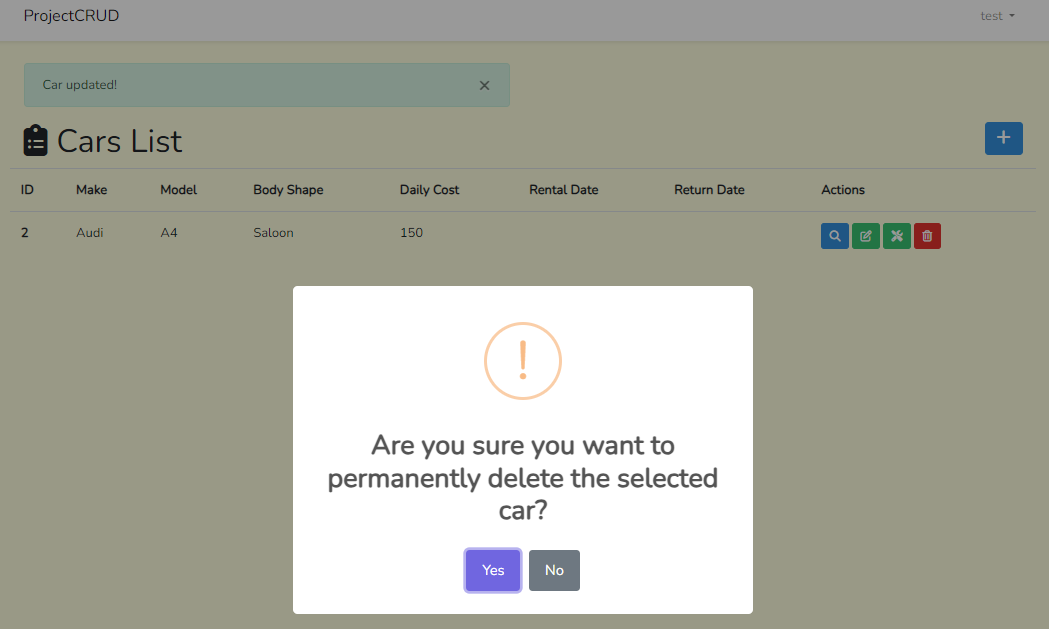 ProjectCRUD test
Car updated!
Cars List
ID Make Model Body Shape Daily Cost Rental Date Return Date Actions
2 Audi A4 Saloon 150
Are you sure you want to
permanently delete the selected
car?
Yes No